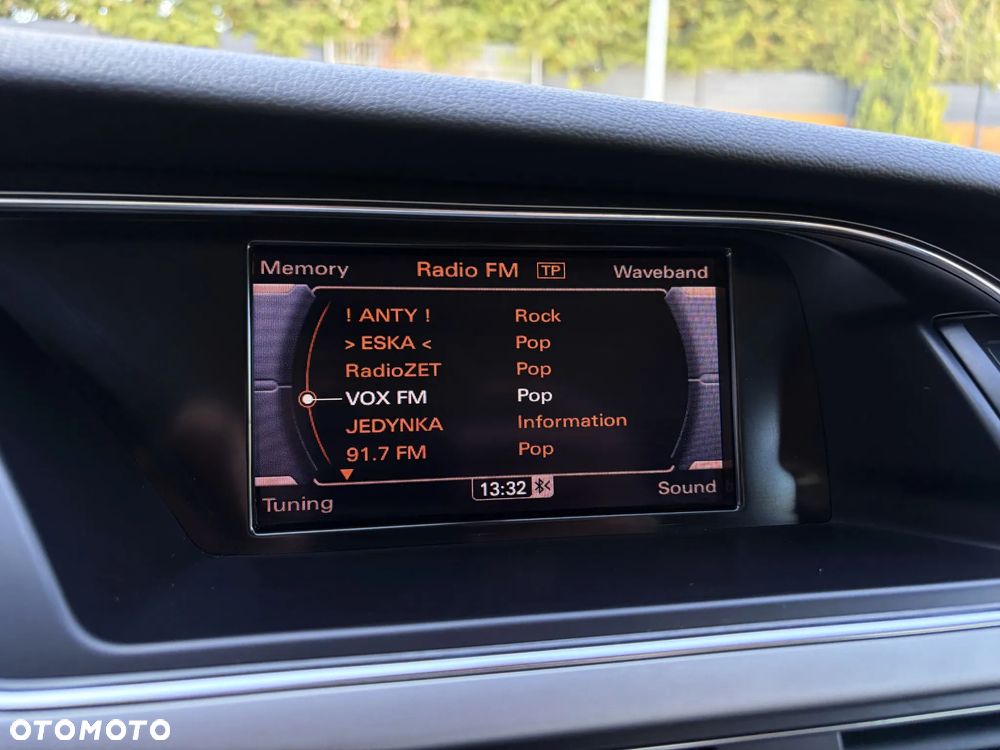 Memory Radio FM TP Waveband
! ANTY ! Rock
> ESKA < Pop
RadioZET Pop
VOX FM Pop
JEDYNKA Information
91.7 FM Pop
Tuning 13:32 Sound
OTOMOTO